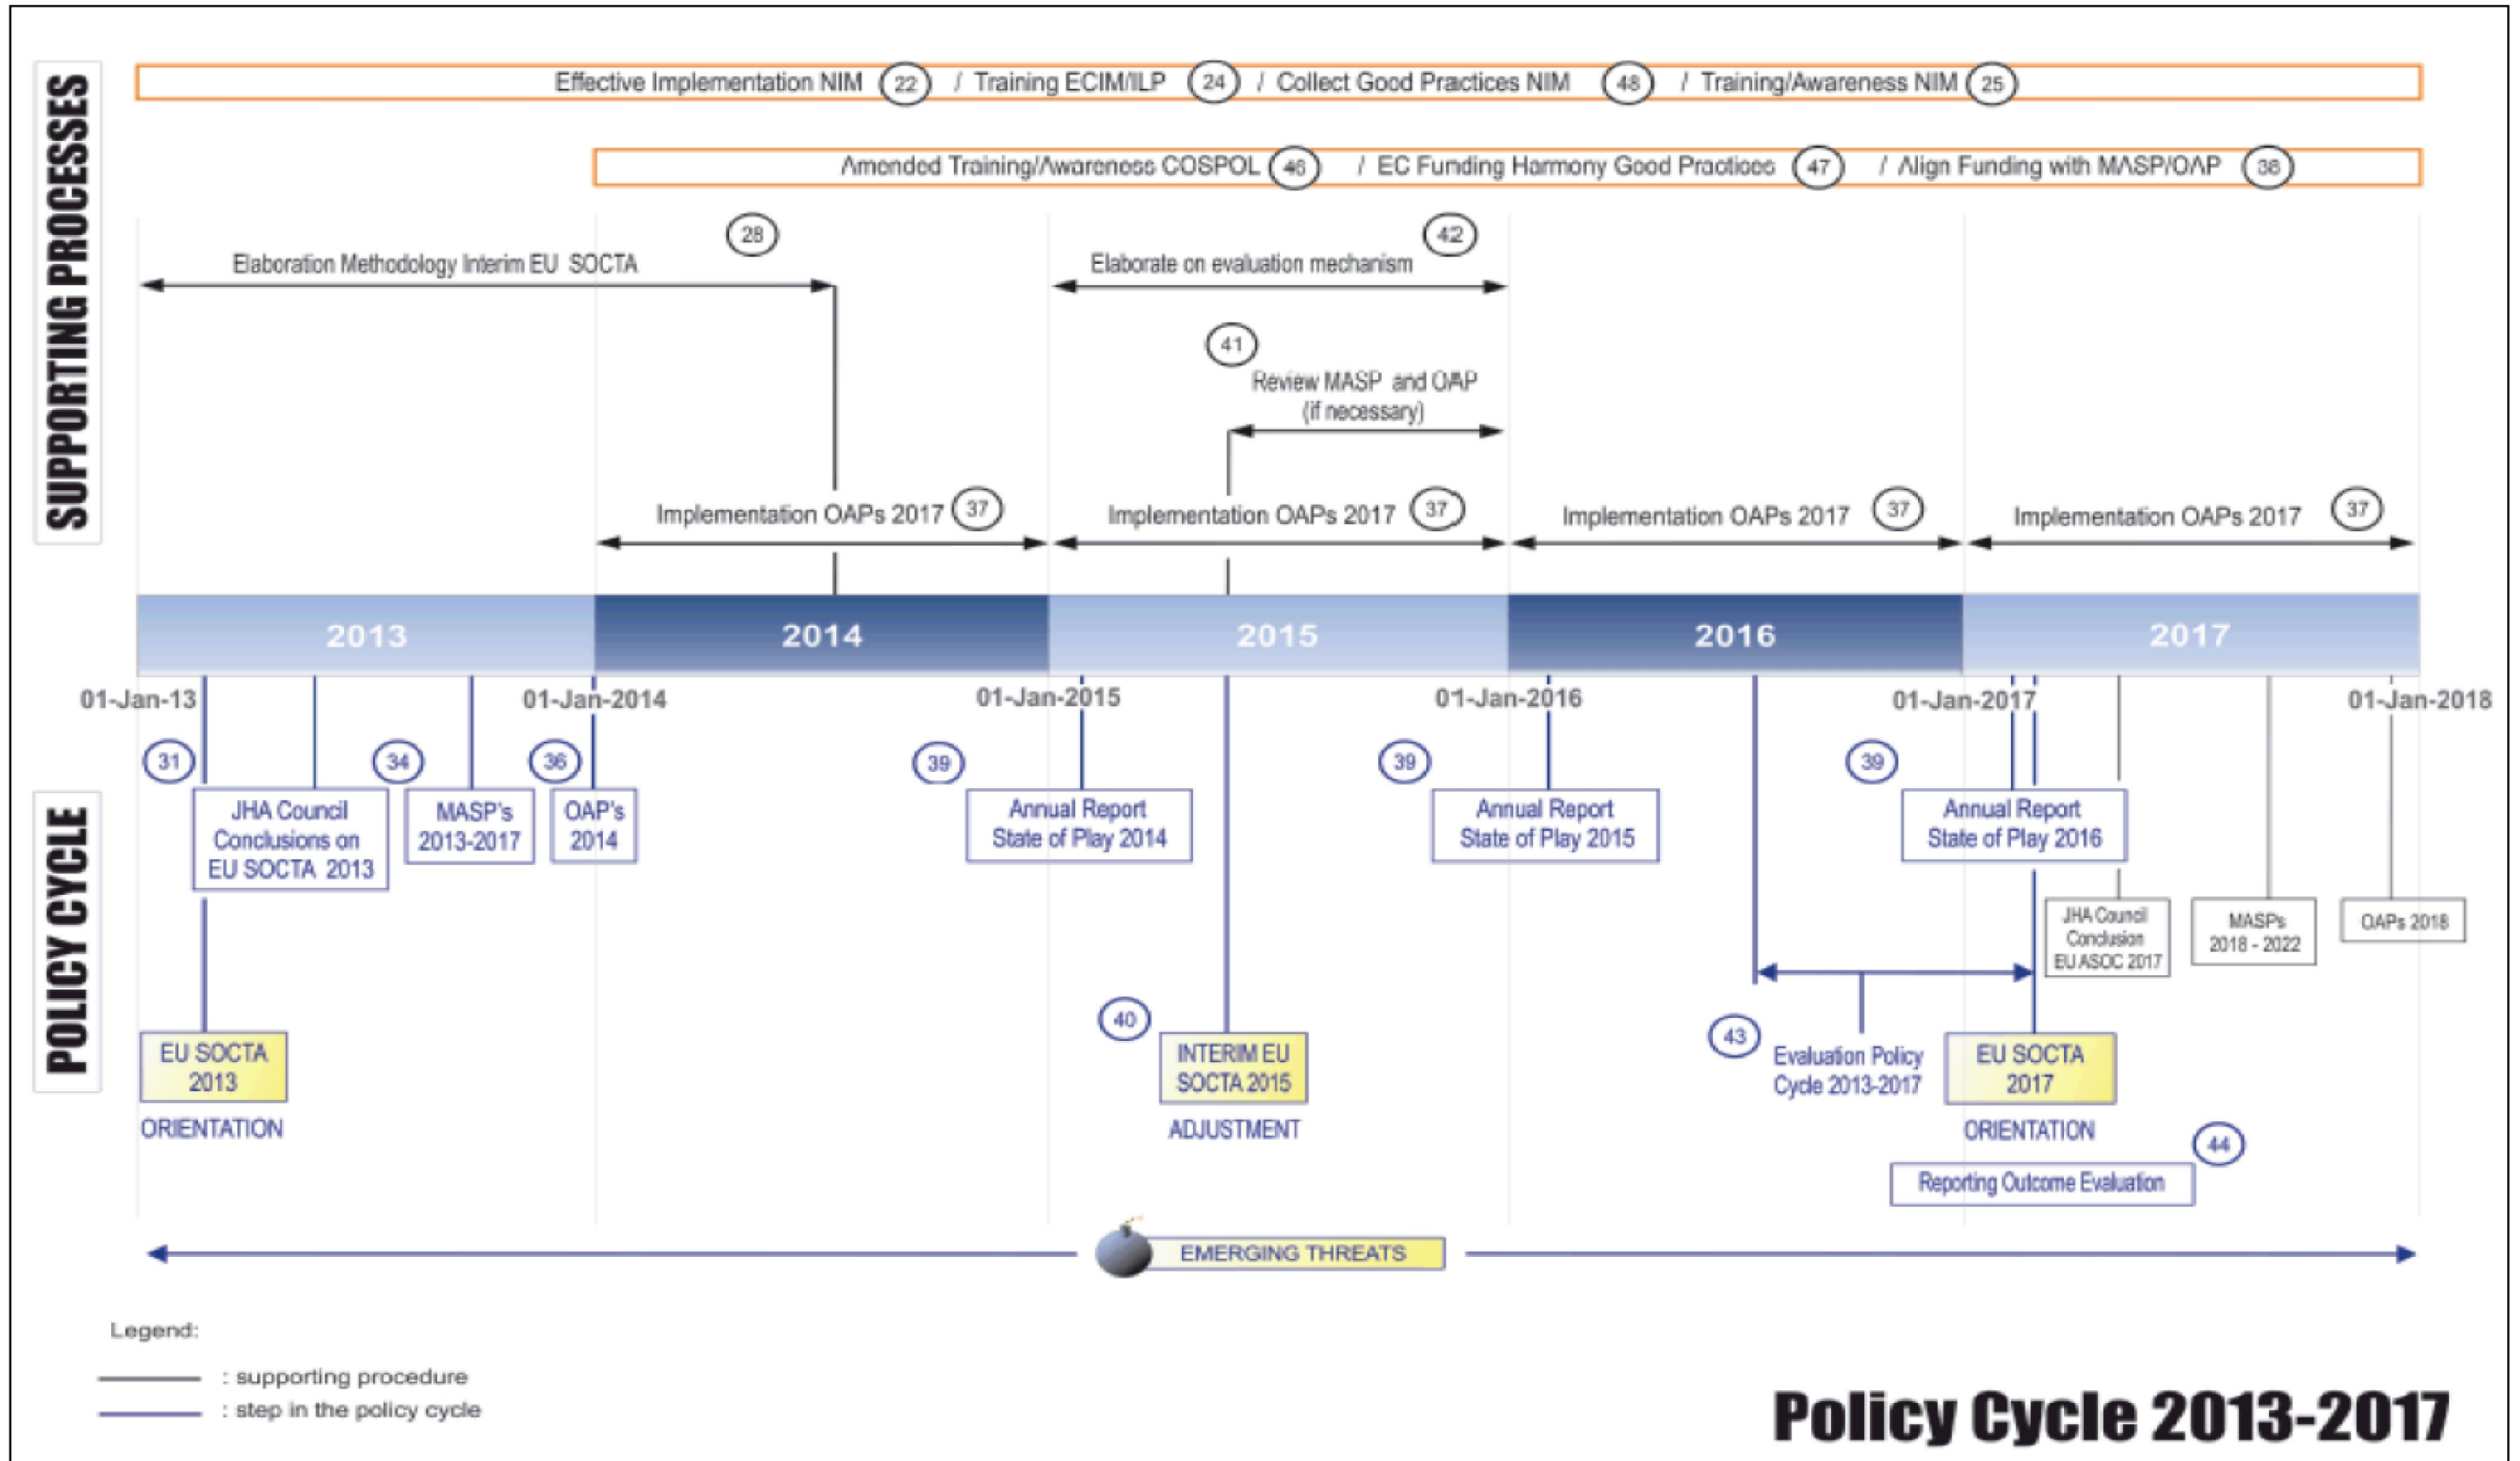 SUPPORTING PROCESSES
Effective Implementation NIM 22 / Training ECIM/ILP 24 / Collect Good Practices NIM 48 / Training/Awareness NIM 25
Amended Training/Awareness COSPOL 46 / EC Funding Harmony Good Practices 47 / Align Funding with MASP/OAP 38
28
Elaboration Methodology Interim EU SOCTA
42
Elaborate on evaluation mechanism
41
Review MASP and OAP
(if necessary)
Implementation OAPs 2017 37
Implementation OAPs 2017 37
Implementation OAPs 2017 37
Implementation OAPs 2017 37
2013
2014
2015
2016
2017
01-Jan-13
01-Jan-2014
01-Jan-2015
01-Jan-2016
01-Jan-2017
01-Jan-2018
POLICY CYCLE
31
JHA Council
Conclusions on
EU SOCTA 2013
34
MASP's
2013-2017
36
OAP's
2014
39
Annual Report
State of Play 2014
39
Annual Report
State of Play 2015
39
Annual Report
State of Play 2016
JHA Council
Conclusion
EU ASOC 2017
MASPs
2018 - 2022
OAPs 2018
EU SOCTA
2013
ORIENTATION
40
INTERIM EU
SOCTA 2015
ADJUSTMENT
43
Evaluation Policy
Cycle 2013-2017
EU SOCTA
2017
ORIENTATION
44
Reporting Outcome Evaluation
EMERGING THREATS
Legend:
: supporting procedure
: step in the policy cycle
Policy Cycle 2013-2017